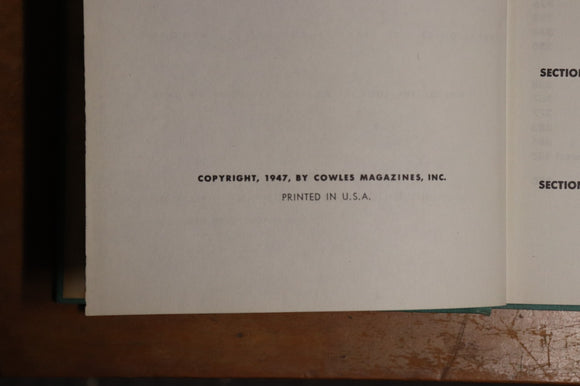 COPYRIGHT, 1947, BY COWLES MAGAZINES, INC.
PRINTED IN U.S.A.
SECTION
SECTION